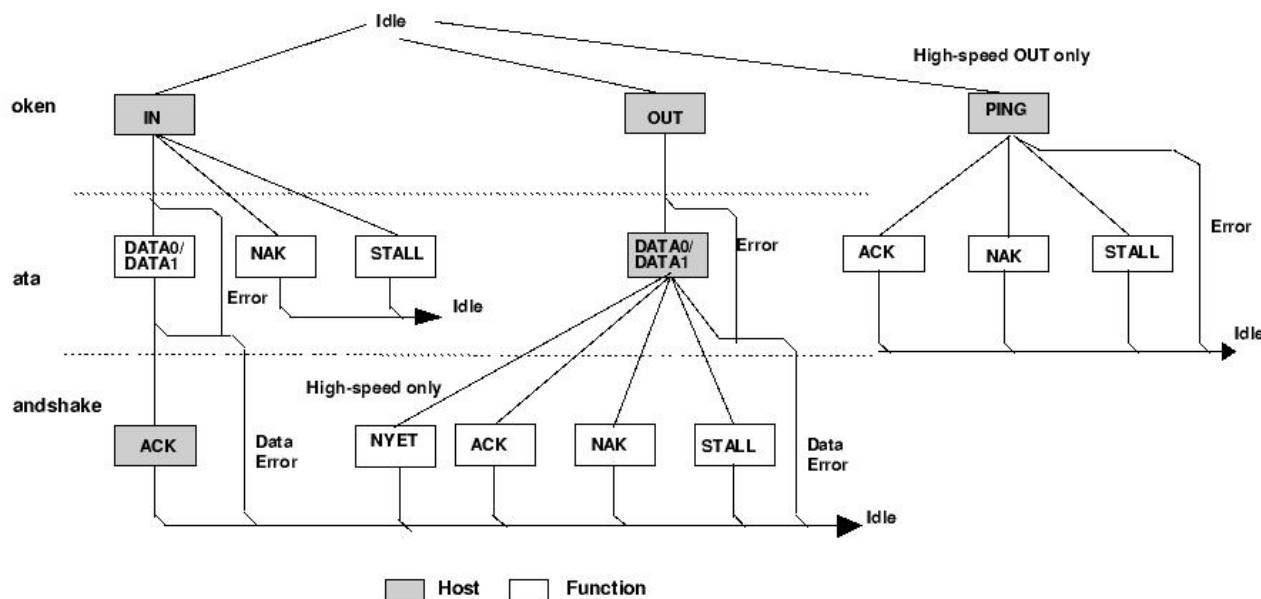 Idle
High-speed OUT only
oken
IN
OUT
PING
DATA0/
DATA1
NAK
STALL
DATA0/
DATA1
Error
ACK
NAK
STALL
Error
ata
Error
Idle
Idle
andshake
High-speed only
ACK
Data
Error
NYET
ACK
NAK
STALL
Data
Error
Idle
Host
Function